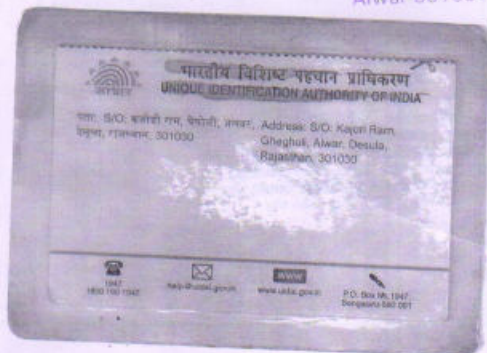 भारतीय विशिष्ट पहचान प्राधिकरण
UNIQUE IDENTIFICATION AUTHORITY OF INDIA
आधार
पता: S/O: राम, अलवर,
राजस्थान, 301030
Address: S/O: Kajori Ram,
Ghegholi, Alwar, Desula,
Rajasthan, 301030
1947
1800 180 1947
help@uidai.gov.in
www
www.uidai.gov.in
P.O. Box No. 1947,
Bengaluru-560 001